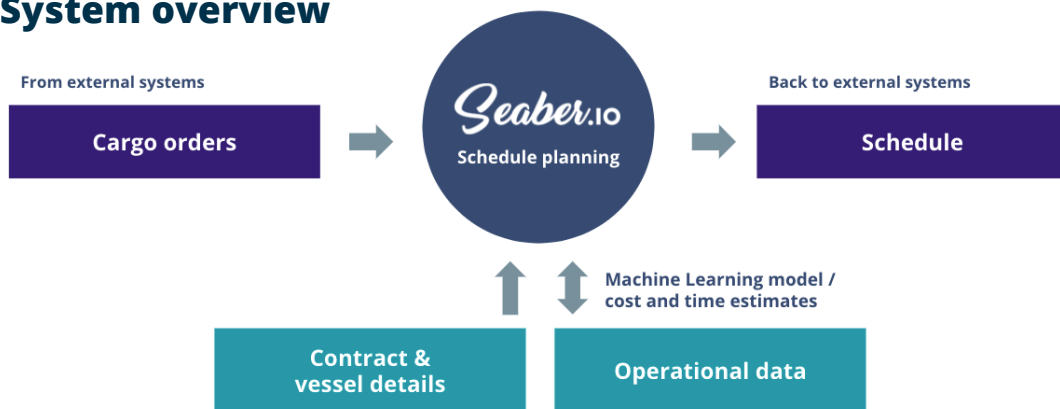 System overview
From external systems
Cargo orders
Seaber.IO
Schedule planning
Back to external systems
Schedule
Machine Learning model /
cost and time estimates
Contract &
vessel details
Operational data